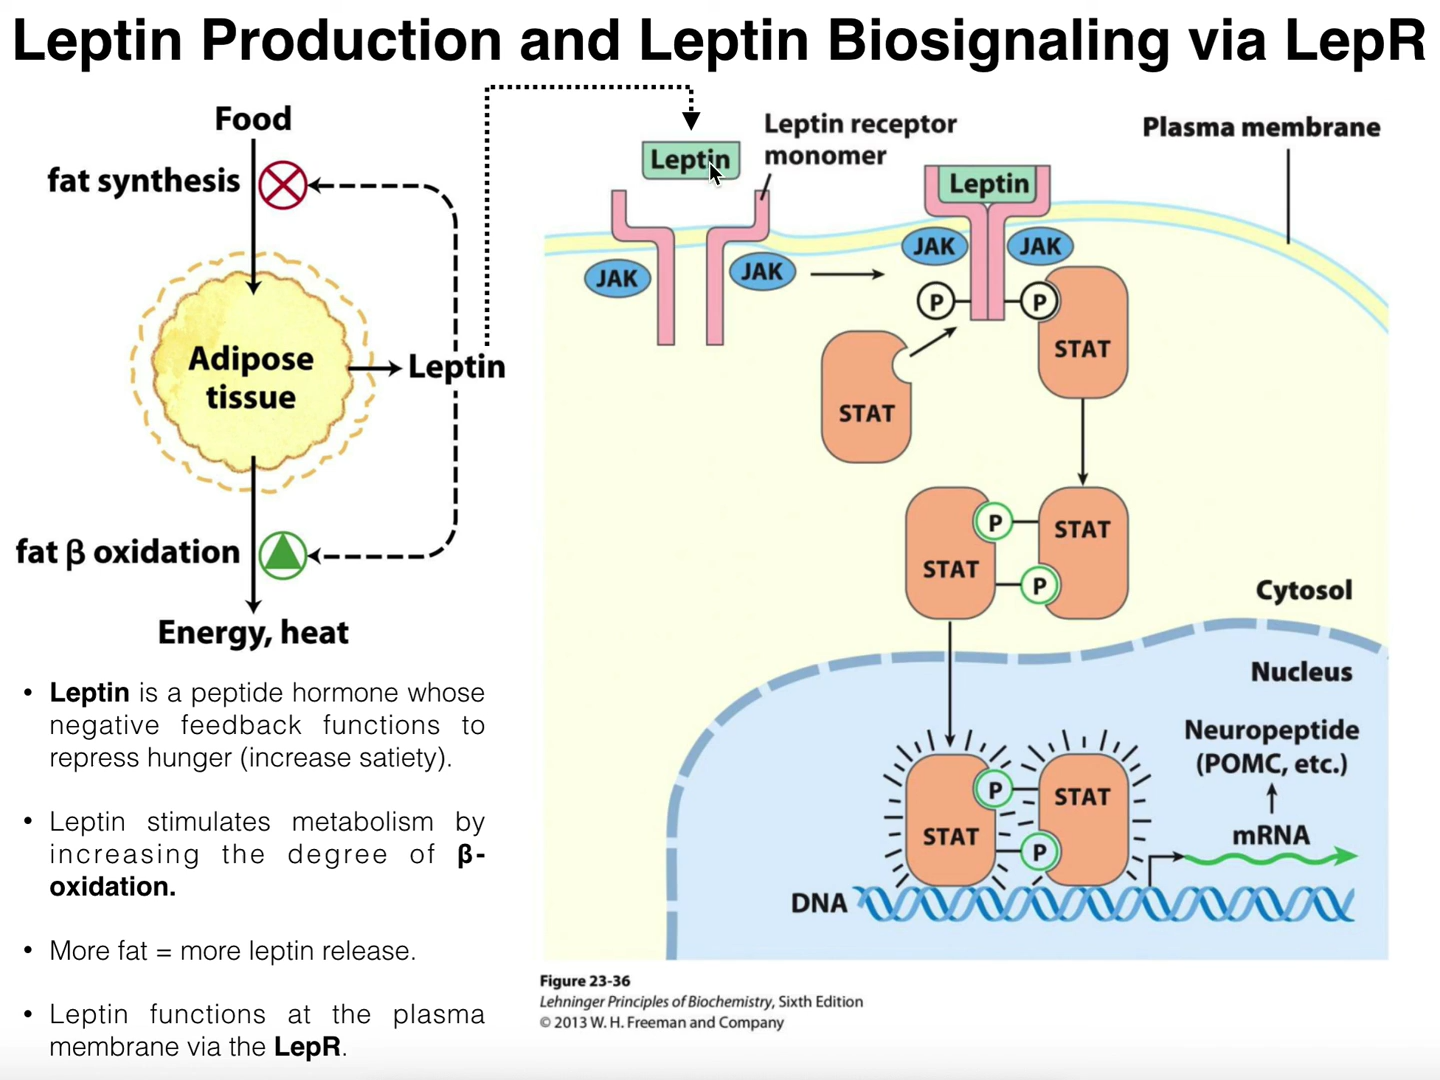 Leptin Production and Leptin Biosignaling via LepR
Food
fat synthesis
Adipose
tissue
Leptin
fat β oxidation
Energy, heat
• Leptin is a peptide hormone whose
negative feedback functions to
repress hunger (increase satiety).
• Leptin stimulates metabolism by
increasing the degree of β-
oxidation.
• More fat = more leptin release.
• Leptin functions at the plasma
membrane via the LepR.
Leptin
Leptin receptor
monomer
Plasma membrane
Leptin
JAK
JAK
JAK
JAK
P
P
STAT
STAT
P
STAT
STAT
P
Cytosol
Nucleus
Neuropeptide
(POMC, etc.)
mRNA
P
STAT
STAT
P
DNA
Figure 23-36
Lehninger Principles of Biochemistry, Sixth Edition
© 2013 W. H. Freeman and Company